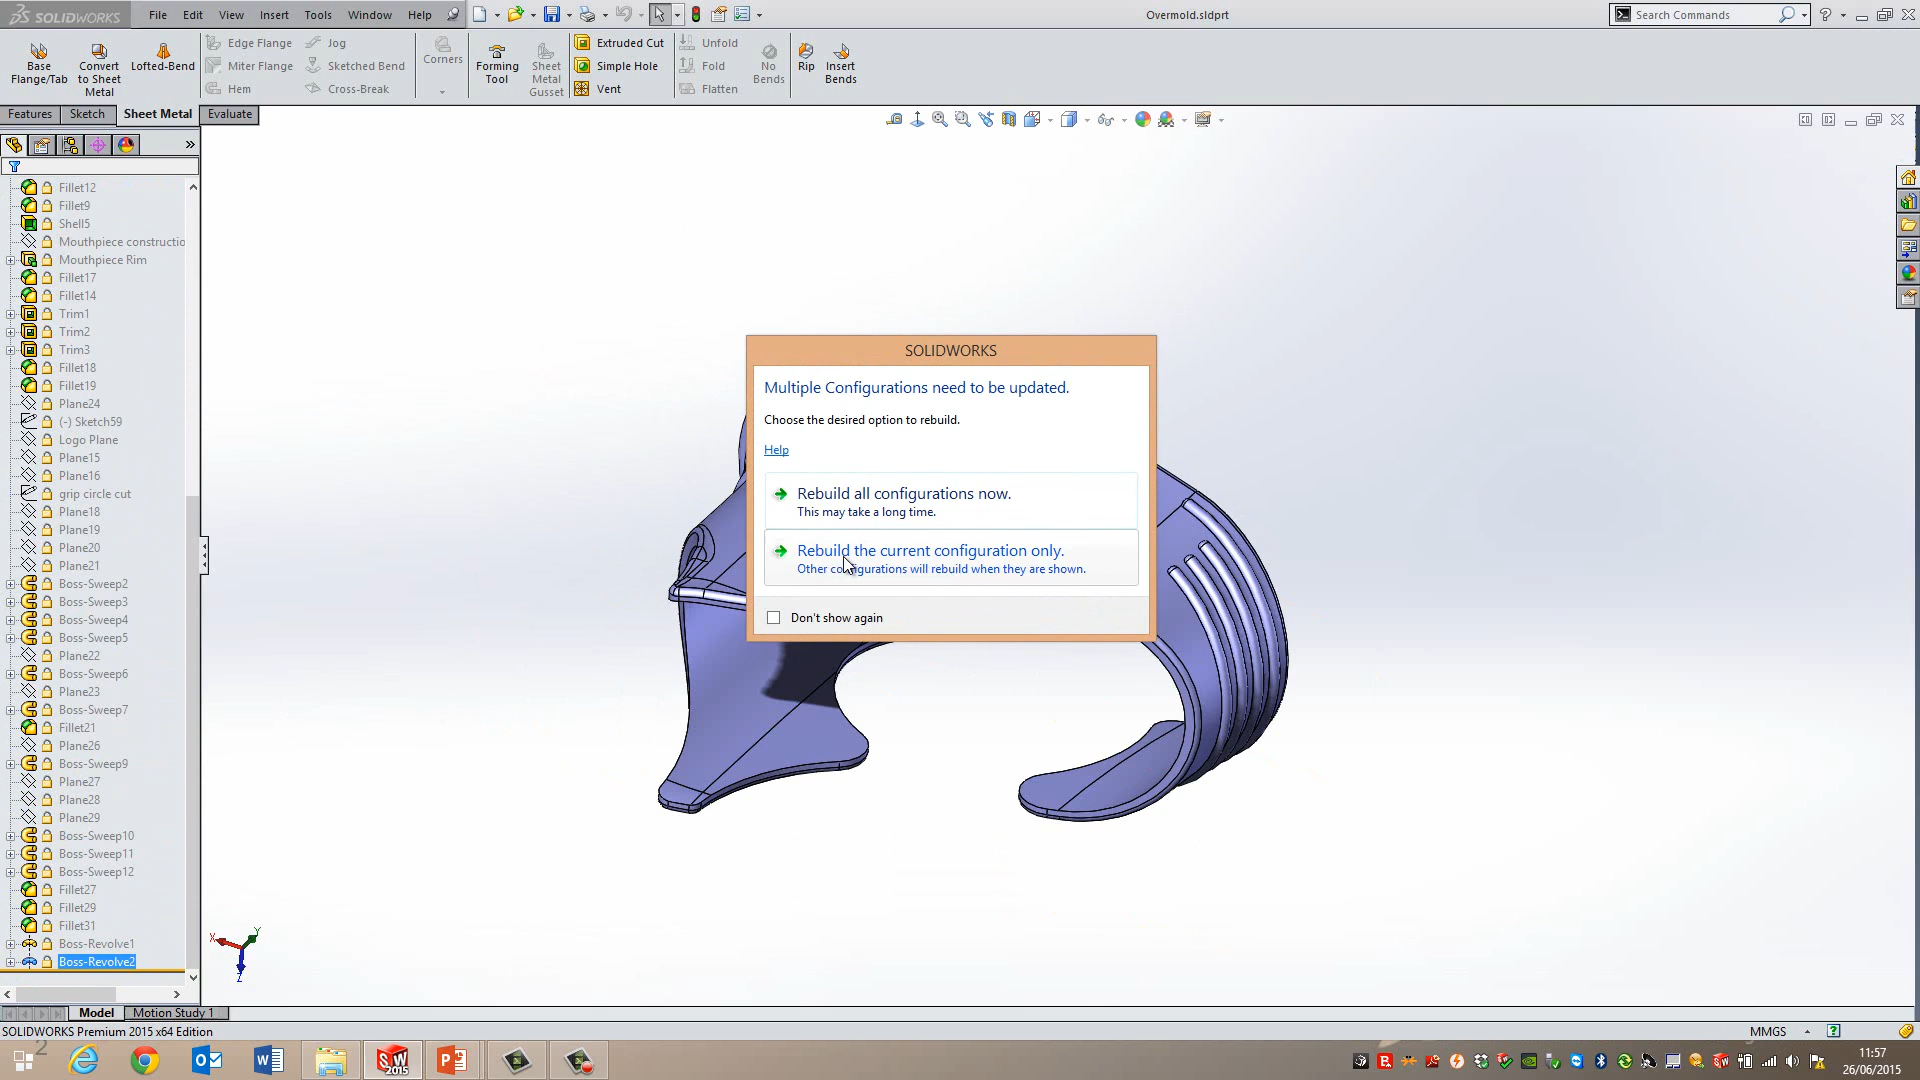 SOLIDWORKS File Edit View Insert Tools Window Help Overmold.sldprt Search Commands
Base Flange/Tab
Convert to Sheet Metal
Lofted-Bend
Edge Flange
Miter Flange
Hem
Jog
Sketched Bend
Cross-Break
Corners
Forming Tool
Sheet Metal Gusset
Extruded Cut
Simple Hole
Vent
Unfold
Fold
Flatten
No Bends
Rip
Insert Bends
Features Sketch Sheet Metal Evaluate
Fillet12
Fillet9
Shell5
Mouthpiece constructio
Mouthpiece Rim
Fillet17
Fillet14
Trim1
Trim2
Trim3
Fillet18
Fillet19
Plane24
(-) Sketch59
Logo Plane
Plane15
Plane16
grip circle cut
Plane18
Plane19
Plane20
Plane21
Boss-Sweep2
Boss-Sweep3
Boss-Sweep4
Boss-Sweep5
Plane22
Boss-Sweep6
Plane23
Boss-Sweep7
Fillet21
Plane26
Boss-Sweep9
Plane27
Plane28
Plane29
Boss-Sweep10
Boss-Sweep11
Boss-Sweep12
Fillet27
Fillet29
Fillet31
Boss-Revolve1
Boss-Revolve2
SOLIDWORKS
Multiple Configurations need to be updated.
Choose the desired option to rebuild.
Help
Rebuild all configurations now.
This may take a long time.
Rebuild the current configuration only.
Other configurations will rebuild when they are shown.
Don't show again
X Y Z
Model Motion Study 1
SOLIDWORKS Premium 2015 x64 Edition MMGS
2
SW 2015
11:57
26/06/2015